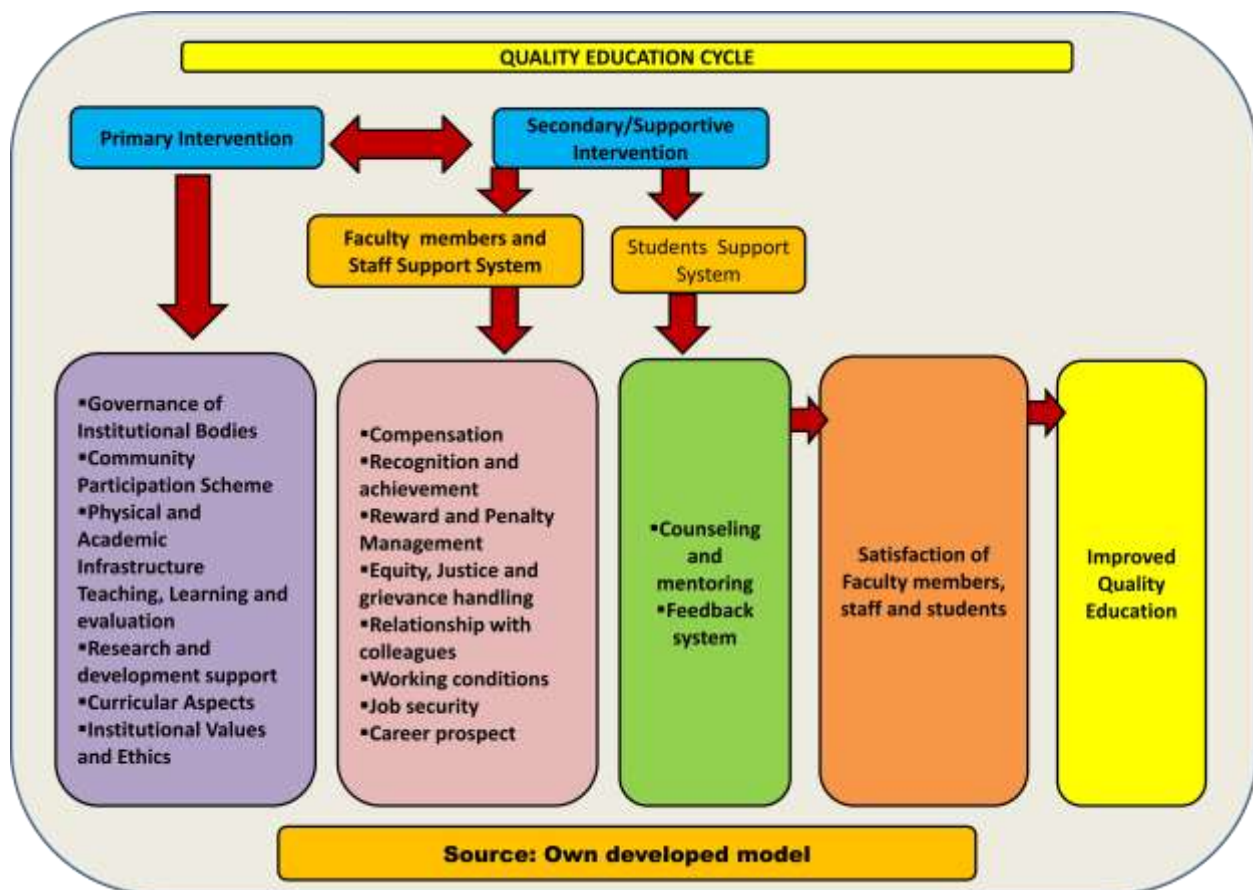 QUALITY EDUCATION CYCLE
Primary Intervention
Secondary/Supportive
Intervention
Faculty members and
Staff Support System
Students Support
System
▪Governance of
Institutional Bodies
▪Community
Participation Scheme
▪Physical and
Academic
Infrastructure
Teaching, Learning and
evaluation
▪Research and
development support
▪Curricular Aspects
▪Institutional Values
and Ethics
▪Compensation
▪Recognition and
achievement
▪Reward and Penalty
Management
▪Equity, Justice and
grievance handling
▪Relationship with
colleagues
▪Working conditions
▪Job security
▪Career prospect
▪Counseling
and
mentoring
▪Feedback
system
Satisfaction of
Faculty members,
staff and students
Improved
Quality
Education
Source: Own developed model